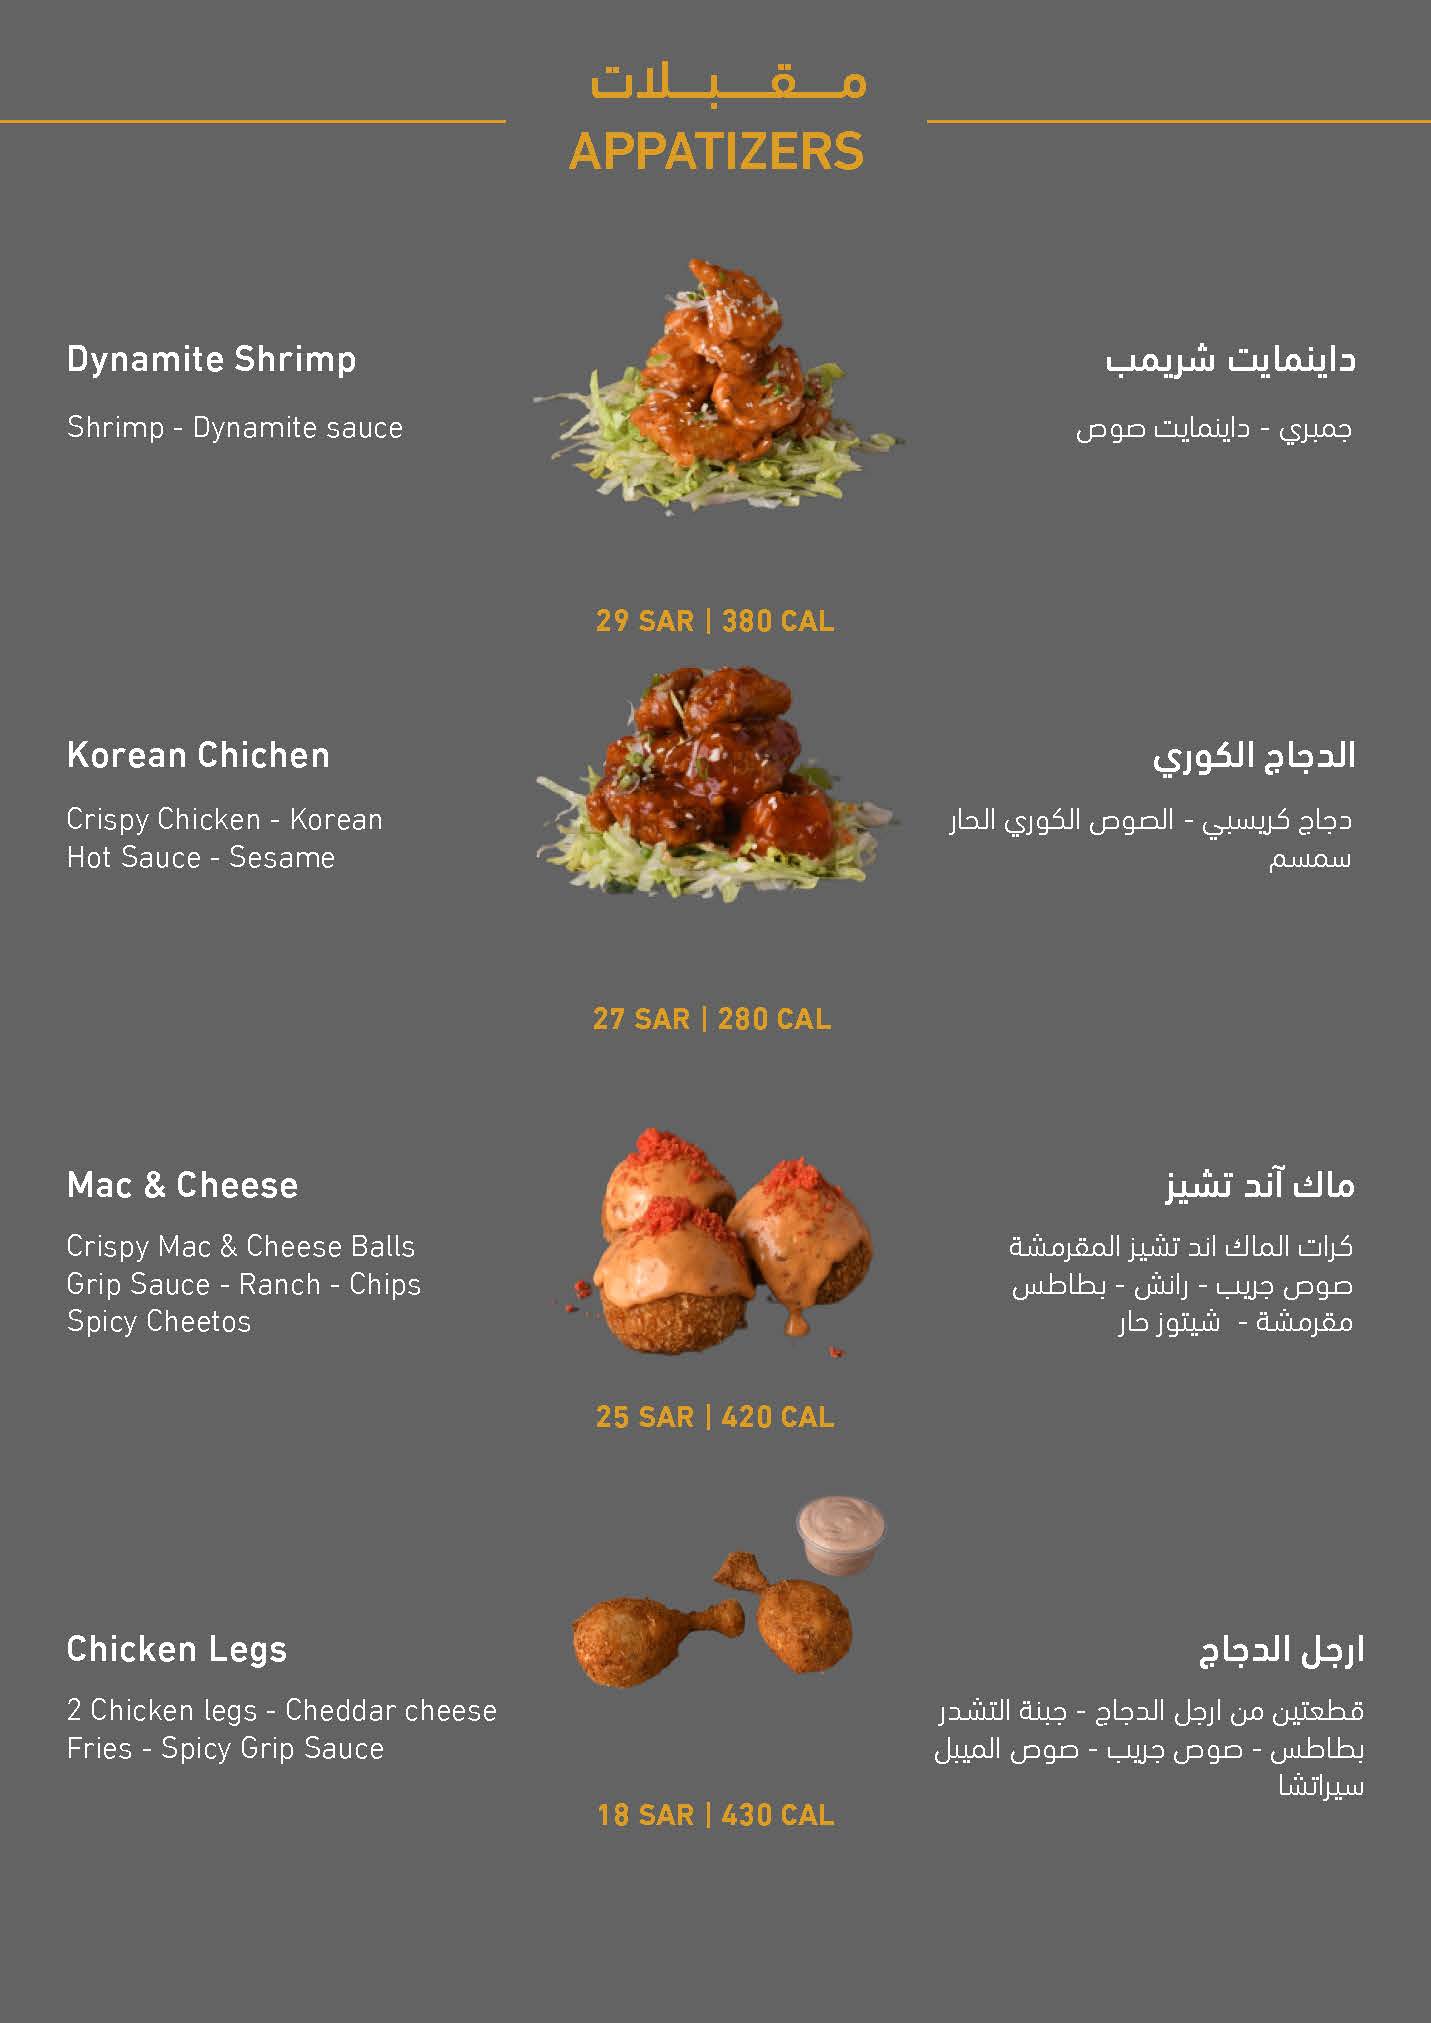 مقبلات
APPATIZERS
Dynamite Shrimp
داينمايت شريمب
Shrimp - Dynamite sauce
جمبري - داينمايت صوص
29 SAR | 380 CAL
Korean Chichen
الدجاج الكوري
Crispy Chicken - Korean
Hot Sauce - Sesame
دجاج كريسبي - الصوص الكوري الحار
سمسم
27 SAR | 280 CAL
Mac & Cheese
ماك آند تشيز
Crispy Mac & Cheese Balls
Grip Sauce - Ranch - Chips
Spicy Cheetos
كرات الماك اند تشيز المقرمشة
صوص جريب - رانش - بطاطس
مقرمشة - شيتوز حار
25 SAR | 420 CAL
Chicken Legs
ارجل الدجاج
2 Chicken legs - Cheddar cheese
Fries - Spicy Grip Sauce
قطعتين من ارجل الدجاج - جبنة التشدر
بطاطس - صوص جريب - صوص الميبل
سيراتشا
18 SAR | 430 CAL